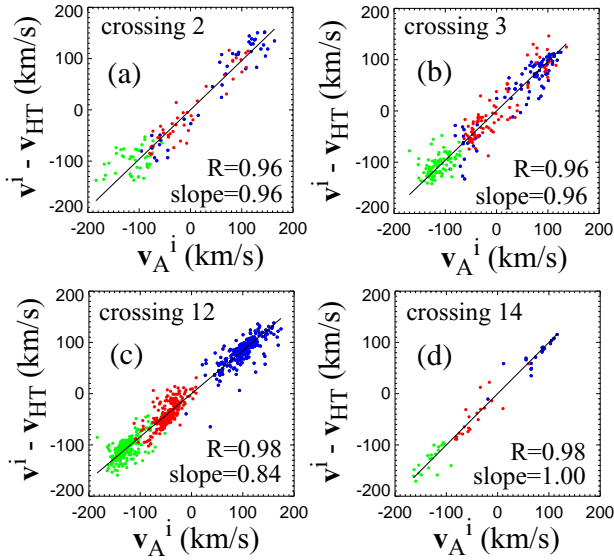 crossing 2
(a)
R=0.96
slope=0.96
200
100
0
-100
-200
-200 -100 0 100 200
v^i - v_HT (km/s)
v_A^i (km/s)
crossing 3
(b)
R=0.96
slope=0.96
200
100
0
-100
-200
-200 -100 0 100 200
v^i - v_HT (km/s)
v_A^i (km/s)
crossing 12
(c)
R=0.98
slope=0.84
200
100
0
-100
-200
-200 -100 0 100 200
v^i - v_HT (km/s)
v_A^i (km/s)
crossing 14
(d)
R=0.98
slope=1.00
200
100
0
-100
-200
-200 -100 0 100 200
v^i - v_HT (km/s)
v_A^i (km/s)